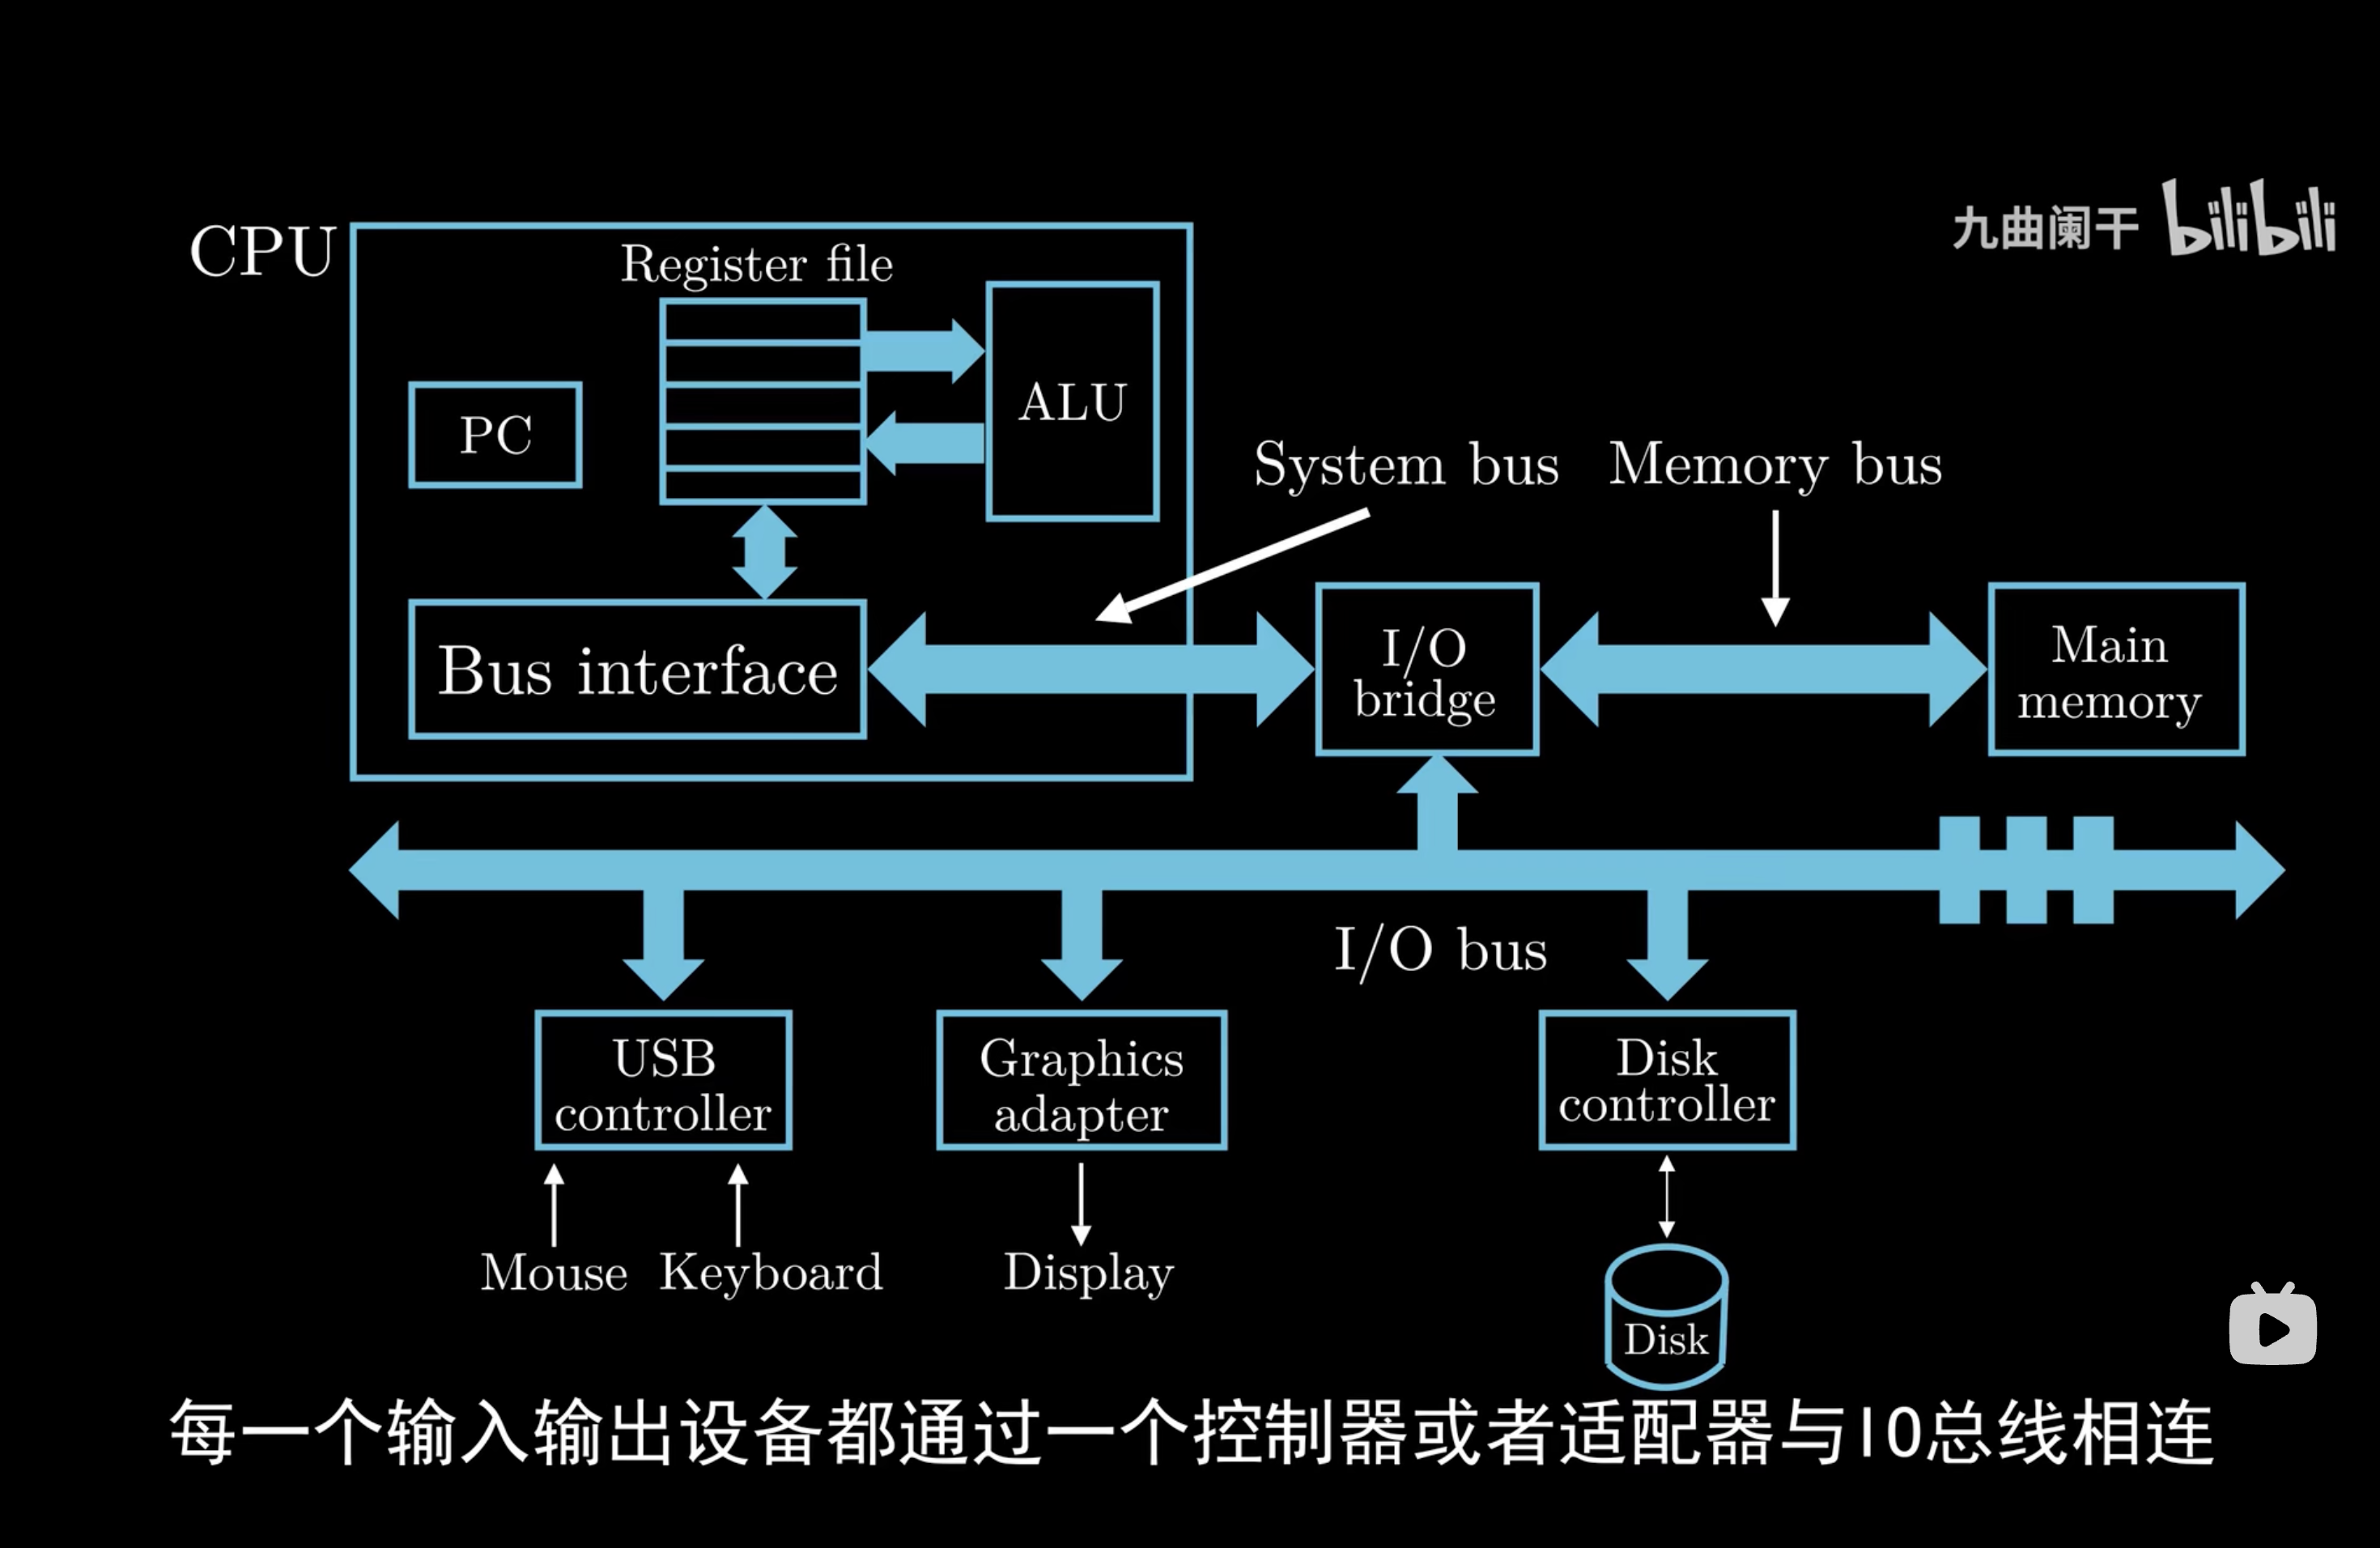 九曲阑干 bilibili
CPU
Register file
PC
ALU
System bus
Memory bus
Bus interface
I/O
bridge
Main
memory
I/O bus
USB
controller
Graphics
adapter
Disk
controller
Mouse
Keyboard
Display
Disk
每一个输入输出设备都通过一个控制器或者适配器与IO总线相连